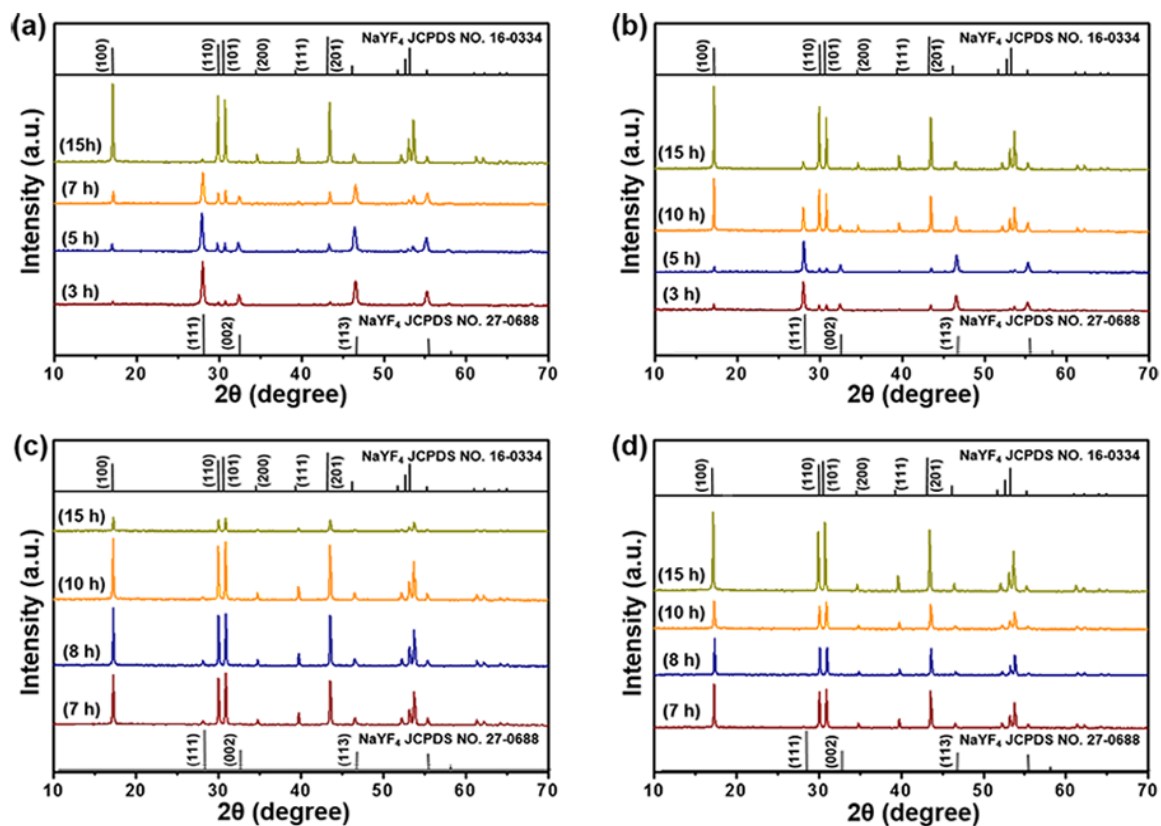 (a)
NaYF4 JCPDS NO. 16-0334
(100)
(110)
(101)
(200)
(111)
(201)
(15h)
(7 h)
(5 h)
(3 h)
NaYF4 JCPDS NO. 27-0688
(111)
(002)
(113)
Intensity (a.u.)
10 20 30 40 50 60 70
2θ (degree)
(b)
NaYF4 JCPDS NO. 16-0334
(100)
(110)
(101)
(200)
(111)
(201)
(15 h)
(10 h)
(5 h)
(3 h)
NaYF4 JCPDS NO. 27-0688
(111)
(002)
(113)
Intensity (a.u.)
10 20 30 40 50 60 70
2θ (degree)
(c)
NaYF4 JCPDS NO. 16-0334
(100)
(110)
(101)
(200)
(111)
(201)
(15 h)
(10 h)
(8 h)
(7 h)
NaYF4 JCPDS NO. 27-0688
(111)
(002)
(113)
Intensity (a.u.)
10 20 30 40 50 60 70
2θ (degree)
(d)
NaYF4 JCPDS NO. 16-0334
(100)
(110)
(101)
(200)
(111)
(201)
(15 h)
(10 h)
(8 h)
(7 h)
NaYF4 JCPDS NO. 27-0688
(111)
(002)
(113)
Intensity (a.u.)
10 20 30 40 50 60 70
2θ (degree)